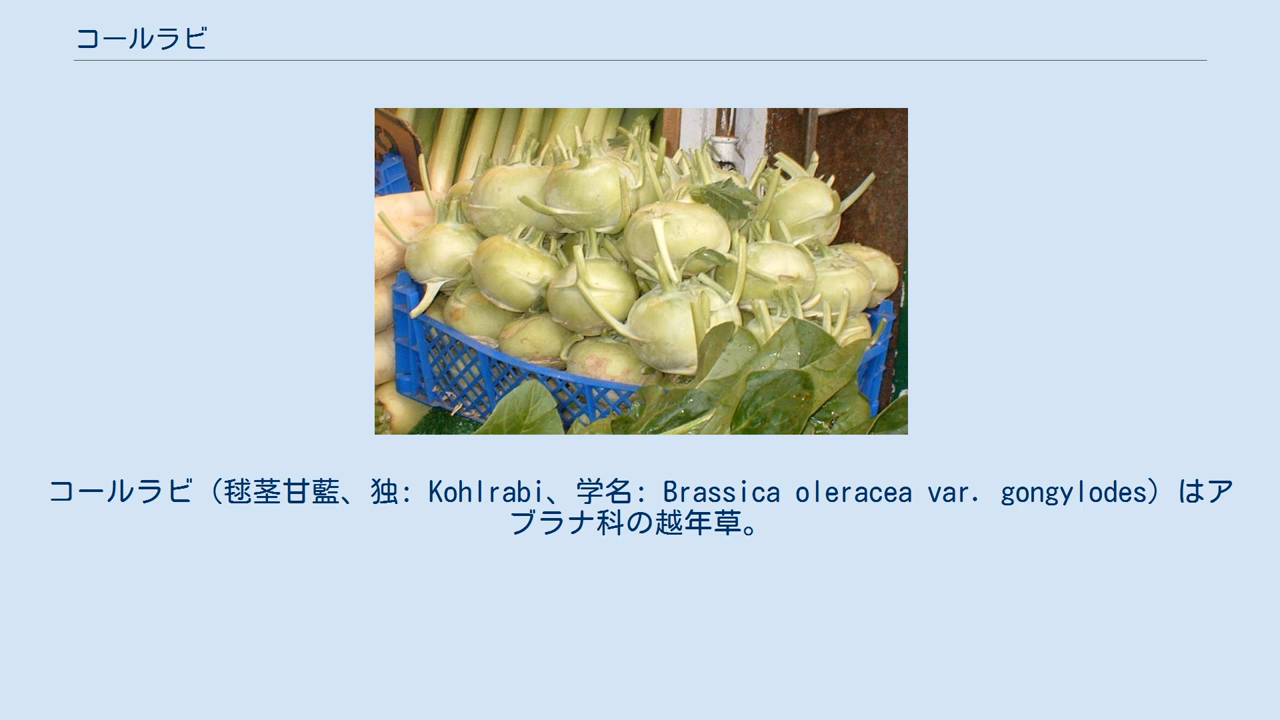 コールラビ
コールラビ（毬茎甘藍、独: Kohlrabi、学名: Brassica oleracea var. gongylodes）はア
ブラナ科の越年草。